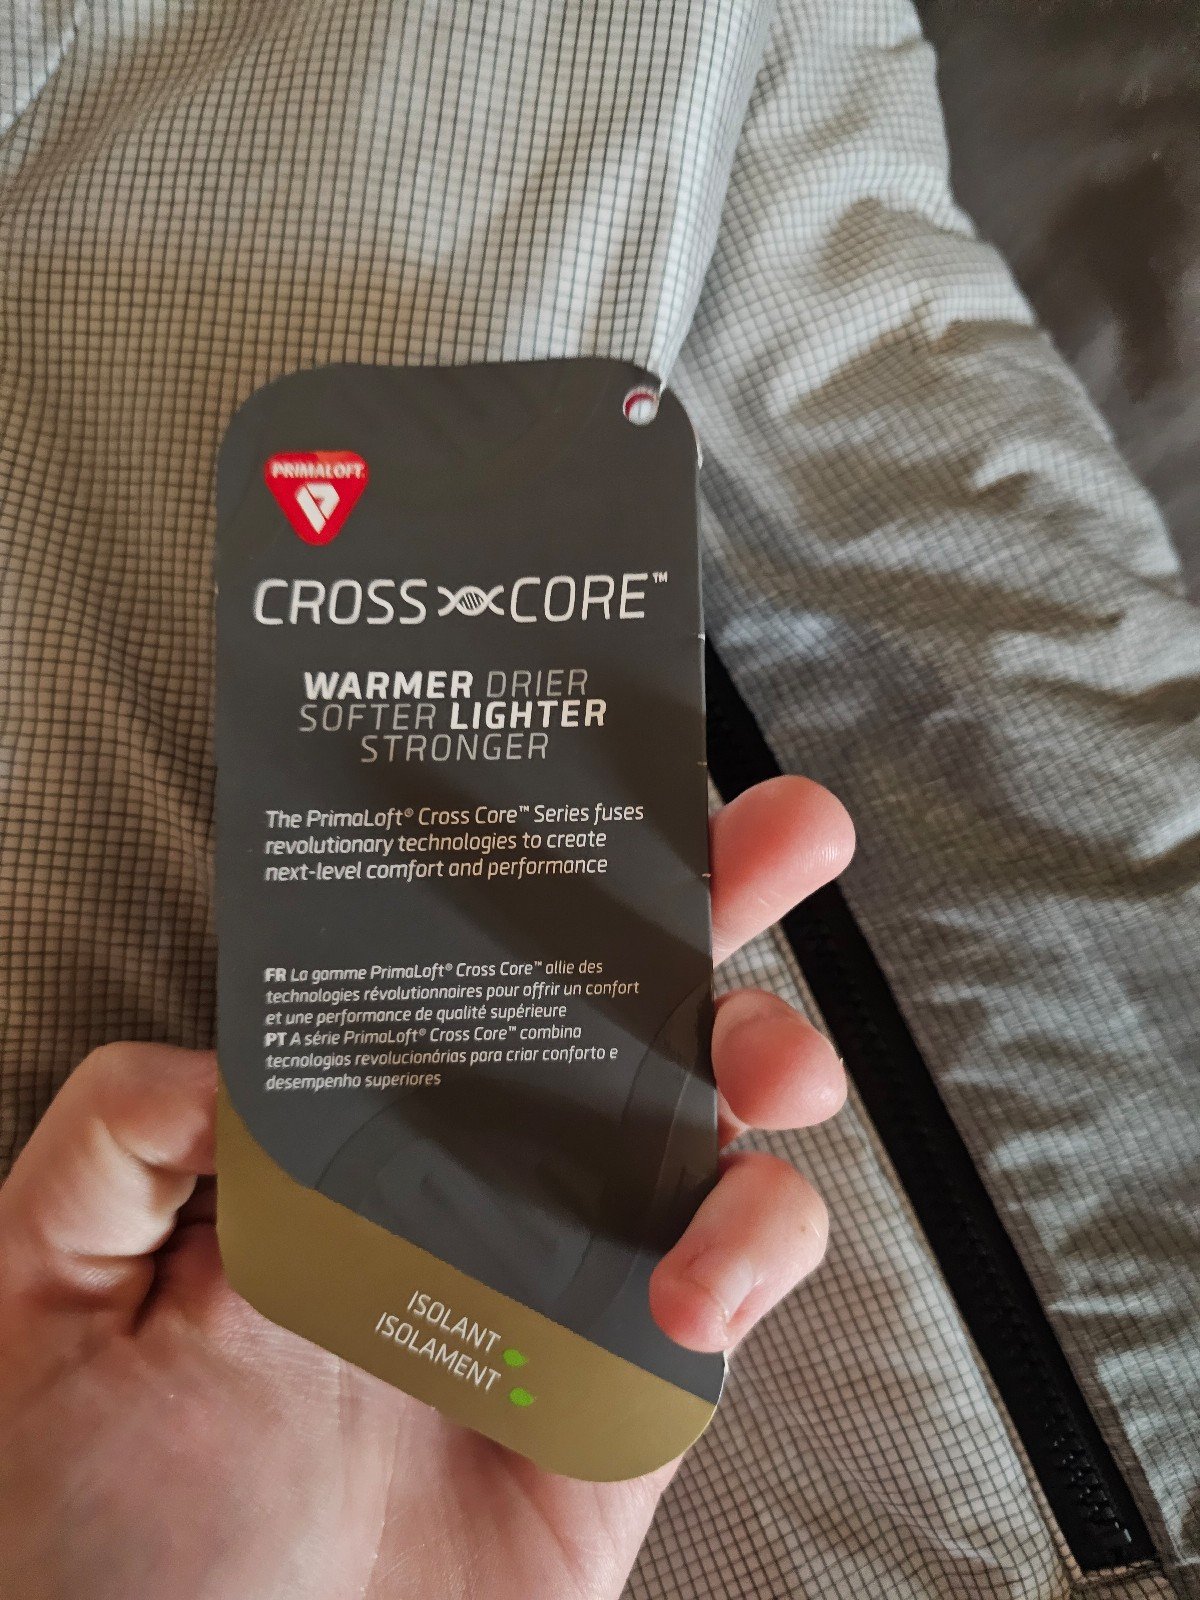 PRIMALOFT
CROSS CORE™
WARMER DRIER
SOFTER LIGHTER
STRONGER
The PrimaLoft® Cross Core™ Series fuses
revolutionary technologies to create
next-level comfort and performance
FR La gamme PrimaLoft® Cross Core™ allie des
technologies révolutionnaires pour offrir un confort
et une performance de qualité supérieure
PT A série PrimaLoft® Cross Core™ combina
tecnologias revolucionárias para criar conforto e
desempenho superiores
ISOLANT
ISOLAMENT